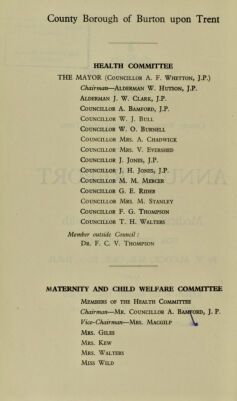 County Borough of Burton upon Trent
HEALTH COMMITTEE
THE MAYOR (Councillor A. F. Whetton, J.P.)
Chairman—Alderman W. Hutson, J.P.
Alderman J. W. Clark, J.P.
Councillor A. Bamford, J.P.
Councillor W. J. Bull
Councillor W. O. Burnell
Councillor Mrs. A. Chadwick
Councillor Mrs. V. Evershed
Councillor J. Jones, J.P.
Councillor J. H. Jones, J.P.
Councillor M. M. Mercer
Councillor G. E. Rider
Councillor Mrs. M. Stanley
Councillor F. G. Thompson
Councillor T. H. Walters
Member outside Council :
Dr. F. C. V. Thompson
MATERNITY AND CHILD WELFARE COMMITTEE
Members of the Health Committee
Chairman—Mr. Councillor A. Bamford, J. P.
Vice-Chairman—Mrs. Macgilp
Mrs. Giles
Mrs. Kew
Mrs. Walters
Miss Wild